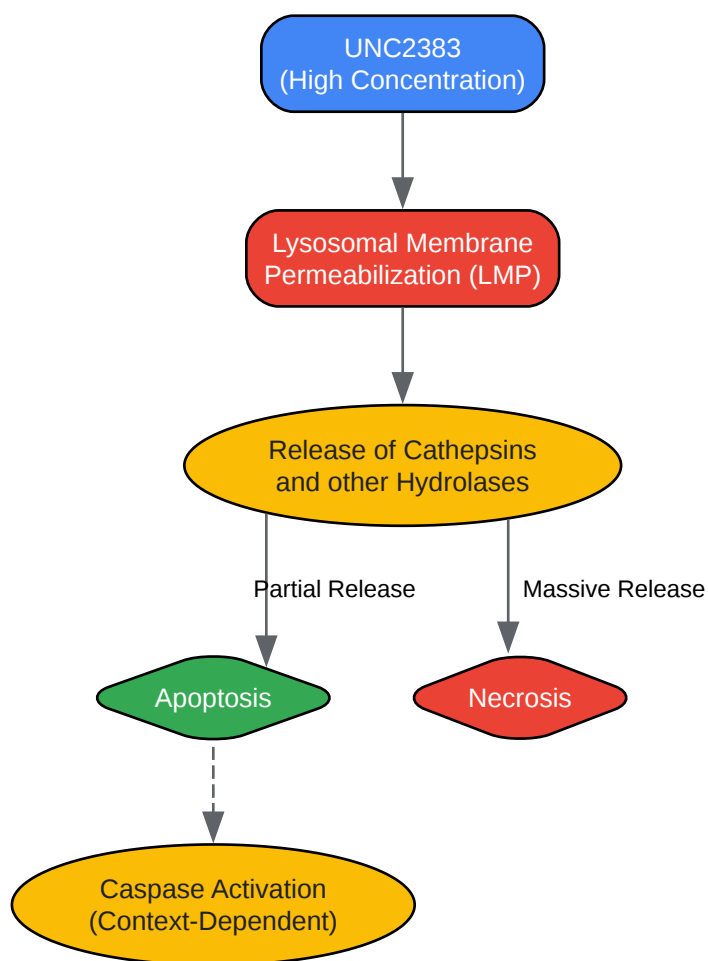 UNC2383
(High Concentration)
Lysosomal Membrane
Permeabilization (LMP)
Release of Cathepsins
and other Hydrolases
Partial Release
Massive Release
Apoptosis
Necrosis
Caspase Activation
(Context-Dependent)